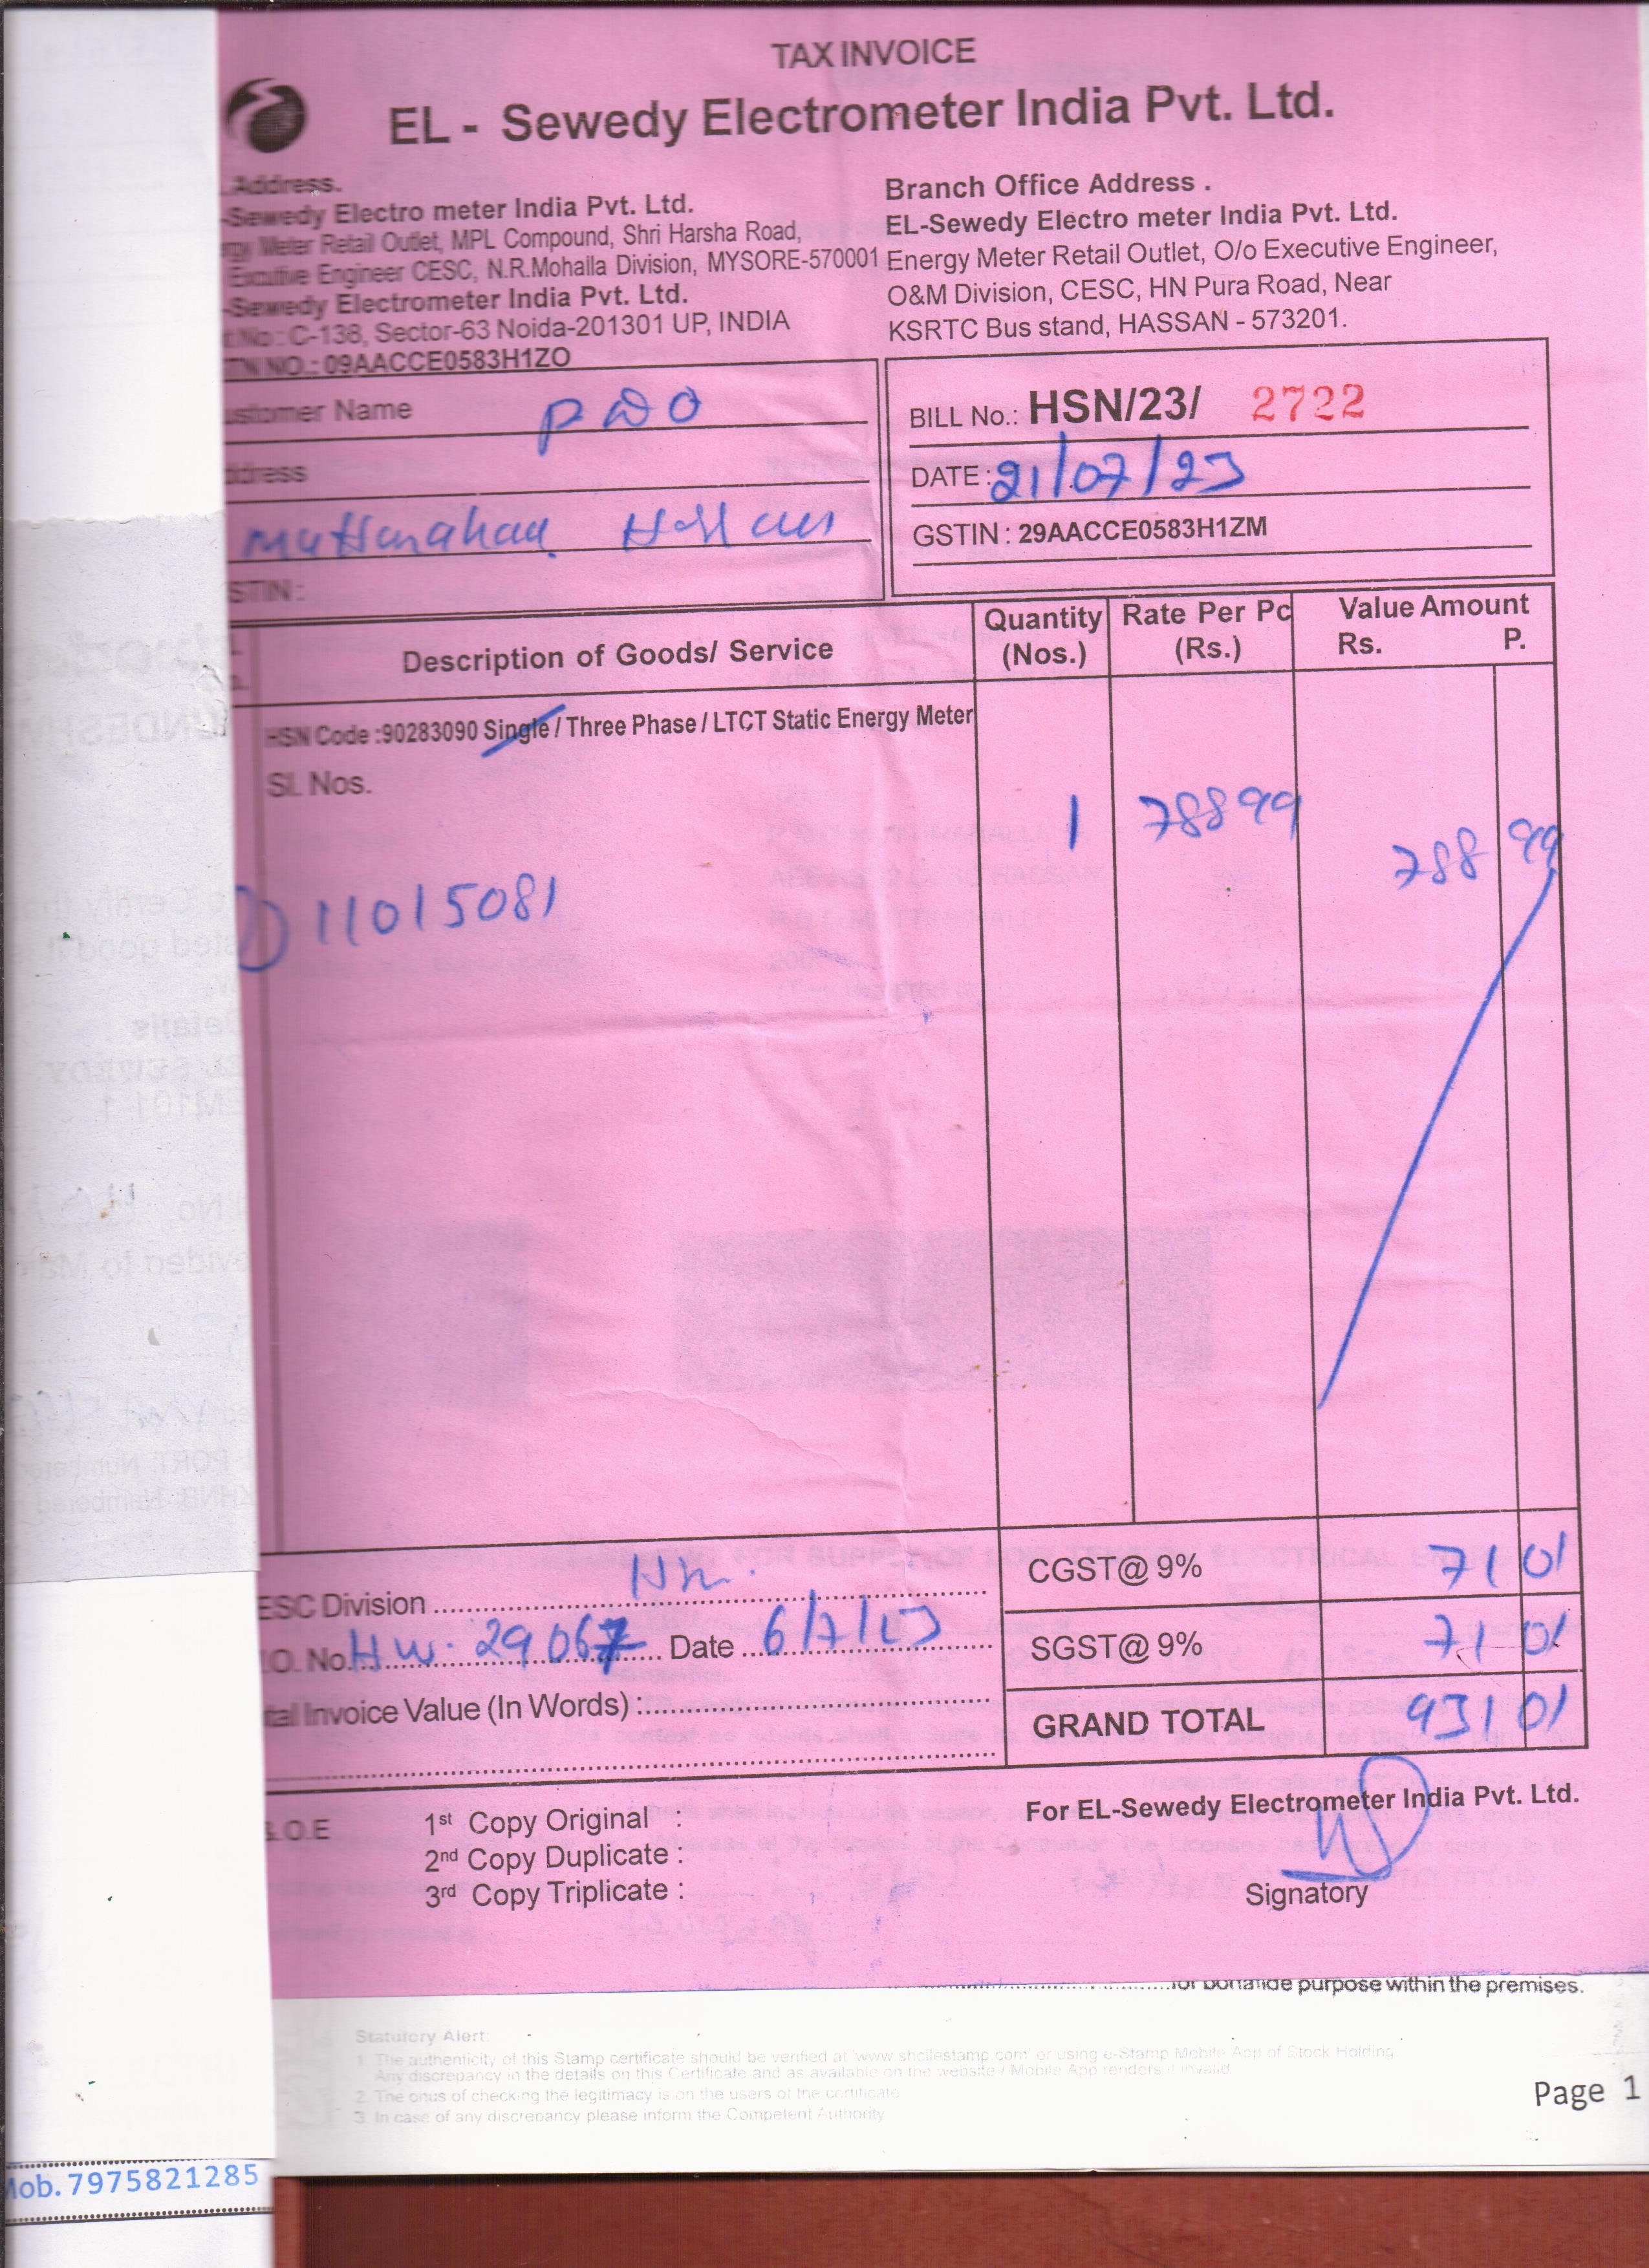 TAX INVOICE
EL - Sewedy Electrometer India Pvt. Ltd.
Address.
-Sewedy Electro meter India Pvt. Ltd.
rgy Meter Retail Outlet, MPL Compound, Shri Harsha Road,
Excutive Engineer CESC, N.R.Mohalla Division, MYSORE-570001
-Sewedy Electrometer India Pvt. Ltd.
No : C-138, Sector-63 Noida-201301 UP, INDIA
TN NO.: 09AACCE0583H1ZO
Branch Office Address .
EL-Sewedy Electro meter India Pvt. Ltd.
Energy Meter Retail Outlet, O/o Executive Engineer,
O&M Division, CESC, HN Pura Road, Near
KSRTC Bus stand, HASSAN - 573201.
ustomer Name PDO
ddress
STIN :
BILL No.: HSN/23/ 2722
DATE : 21/07/23
GSTIN : 29AACCE0583H1ZM
Description of Goods/ Service
Quantity (Nos.)
Rate Per Pc (Rs.)
Value Amount
Rs. P.
HSN Code :90283090 Single / Three Phase / LTCT Static Energy Meter
Sl. Nos.
1 78899 788 99
1) 11015081
CGST@ 9% 71 01
ESC Division
SGST@ 9% 71 01
.O. No. HW. 29067 Date 6/7/23
tal Invoice Value (In Words) :
GRAND TOTAL 931 01
For EL-Sewedy Electrometer India Pvt. Ltd.
.O.E
1st Copy Original :
2nd Copy Duplicate :
3rd Copy Triplicate :
Signatory
purpose within the premises.
Statutory Alert:
1 The authenticity of this Stamp certificate should be verified at 'www.shcilestamp.com' or using e-Stamp Mobile App of Stock Holding.
Any discrepancy in the details on this Certificate and as available on the website / Mobile App renders it invalid.
2 The onus of checking the legitimacy is on the users of the certificate
3 In case of any discrepancy please inform the Competent Authority
Page 1
Mob. 7975821285